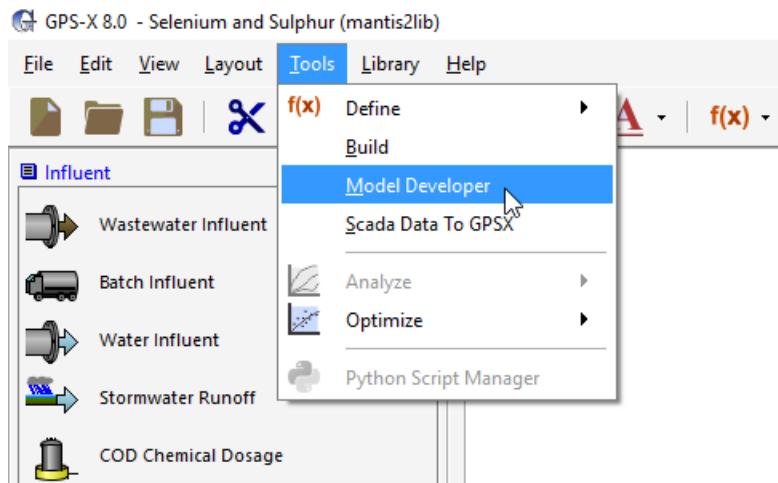 GPS-X 8.0 - Selenium and Sulphur (mantis2lib)
File Edit View Layout Tools Library Help
f(x) Define
A f(x)
Build
Influent
Model Developer
Wastewater Influent
Scada Data To GPSX
Batch Influent
Analyze
Optimize
Water Influent
Python Script Manager
Stormwater Runoff
COD Chemical Dosage